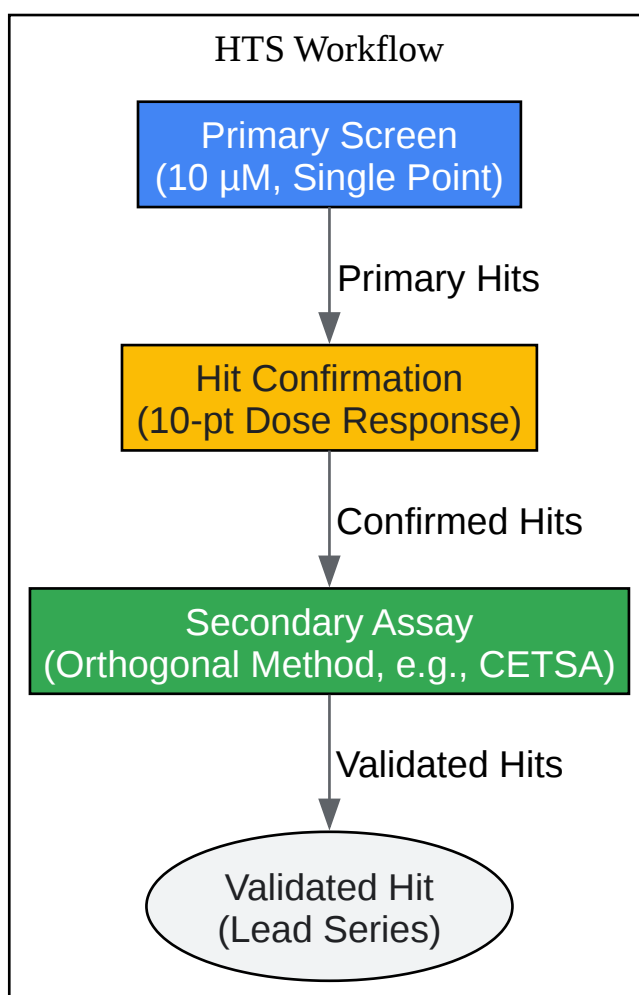 HTS Workflow
Primary Screen
(10 µM, Single Point)
Primary Hits
Hit Confirmation
(10-pt Dose Response)
Confirmed Hits
Secondary Assay
(Orthogonal Method, e.g., CETSA)
Validated Hits
Validated Hit
(Lead Series)